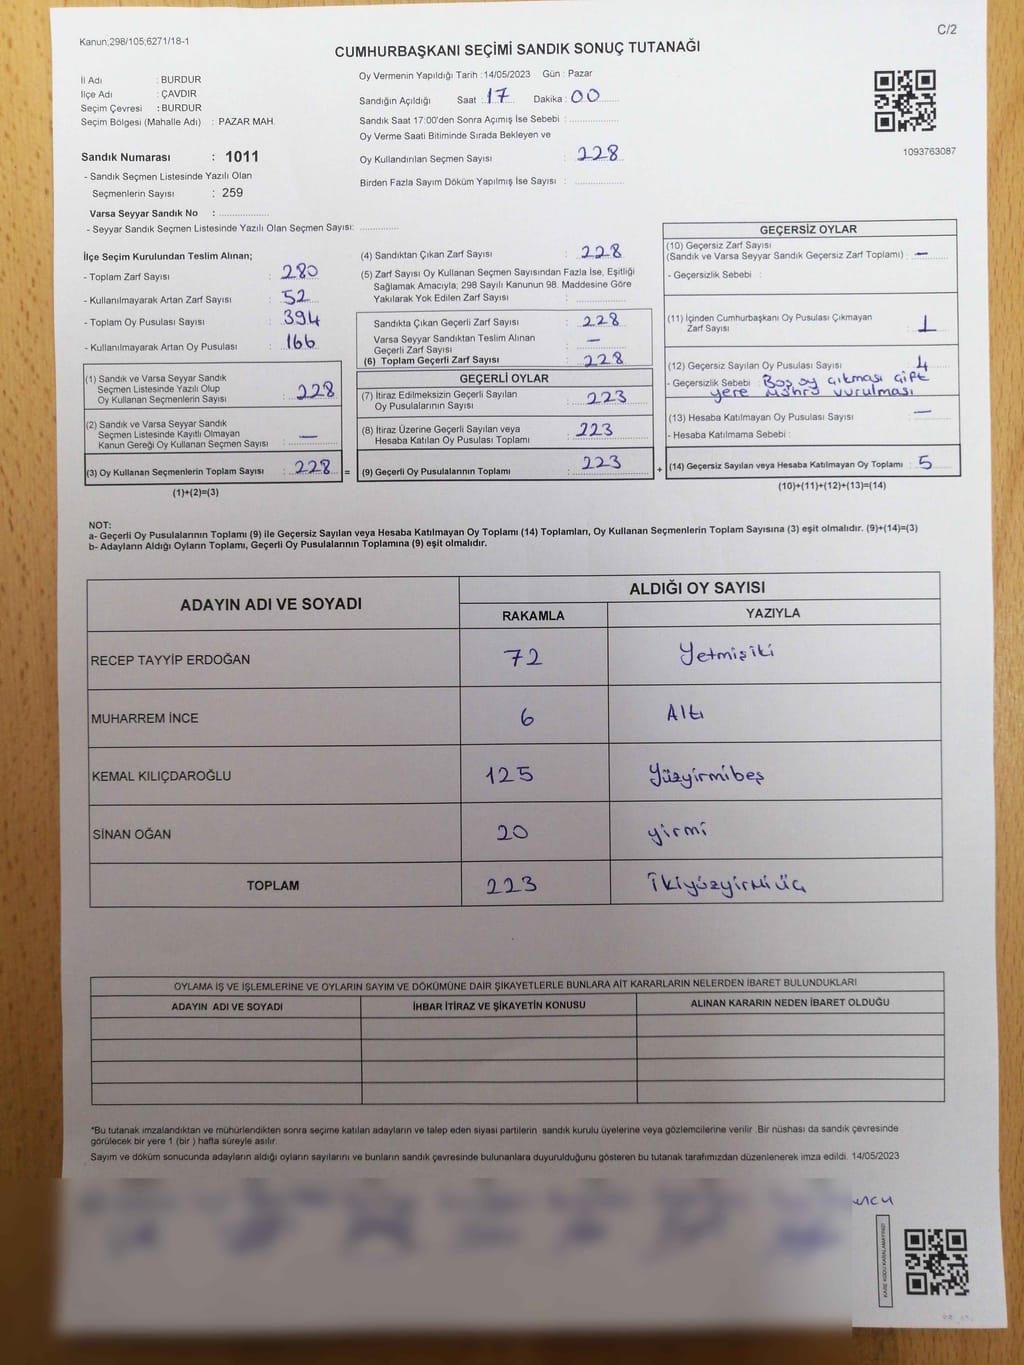 Kanun;298/105;6271/18-1
C/2
CUMHURBAŞKANI SEÇİMİ SANDIK SONUÇ TUTANAĞI
İl Adı : BURDUR
İlçe Adı : ÇAVDIR
Seçim Çevresi : BURDUR
Seçim Bölgesi (Mahalle Adı) : PAZAR MAH.
Sandık Numarası : 1011
- Sandık Seçmen Listesinde Yazılı Olan
Seçmenlerin Sayısı : 259
Varsa Seyyar Sandık No :
- Seyyar Sandık Seçmen Listesinde Yazılı Olan Seçmen Sayısı:
Oy Vermenin Yapıldığı Tarih :14/05/2023 Gün : Pazar
Sandığın Açıldığı Saat : 17 Dakika : 00
Sandık Saat 17:00'den Sonra Açımış İse Sebebi :
Oy Verme Saati Bitiminde Sırada Bekleyen ve
Oy Kullandırılan Seçmen Sayısı : 228
Birden Fazla Sayım Döküm Yapılmış İse Sayısı :
1093763087
İlçe Seçim Kurulundan Teslim Alınan;
- Toplam Zarf Sayısı : 280
- Kullanılmayarak Artan Zarf Sayısı : 52
- Toplam Oy Pusulası Sayısı : 394
- Kullanılmayarak Artan Oy Pusulası : 166
(1) Sandık ve Varsa Seyyar Sandık
Seçmen Listesinde Yazılı Olup
Oy Kullanan Seçmenlerin Sayısı : 228
(2) Sandık ve Varsa Seyyar Sandık
Seçmen Listesinde Kayıtlı Olmayan
Kanun Gereği Oy Kullanan Seçmen Sayısı : —
(3) Oy Kullanan Seçmenlerin Toplam Sayısı : 228
(1)+(2)=(3)
=
(4) Sandıktan Çıkan Zarf Sayısı : 228
(5) Zarf Sayısı Oy Kullanan Seçmen Sayısından Fazla İse, Eşitliği
Sağlamak Amacıyla; 298 Sayılı Kanunun 98. Maddesine Göre
Yakılarak Yok Edilen Zarf Sayısı :
Sandıkta Çıkan Geçerli Zarf Sayısı : 228
Varsa Seyyar Sandıktan Teslim Alınan
Geçerli Zarf Sayısı : —
(6) Toplam Geçerli Zarf Sayısı : 228
GEÇERLİ OYLAR
(7) İtiraz Edilmeksizin Geçerli Sayılan
Oy Pusulalarının Sayısı : 223
(8) İtiraz Üzerine Geçerli Sayılan veya
Hesaba Katılan Oy Pusulası Toplamı : 223
(9) Geçerli Oy Pusulalarının Toplamı : 223
+
GEÇERSİZ OYLAR
(10) Geçersiz Zarf Sayısı
(Sandık ve Varsa Seyyar Sandık Geçersiz Zarf Toplamı) : —
- Geçersizlik Sebebi :
(11) İçinden Cumhurbaşkanı Oy Pusulası Çıkmayan
Zarf Sayısı : 1
(12) Geçersiz Sayılan Oy Pusulası Sayısı : 4
- Geçersizlik Sebebi : Boş oy çıkması çift
yere mührü vurulması
(13) Hesaba Katılmayan Oy Pusulası Sayısı : —
- Hesaba Katılmama Sebebi :
(14) Geçersiz Sayılan veya Hesaba Katılmayan Oy Toplamı : 5
(10)+(11)+(12)+(13)=(14)
NOT:
a- Geçerli Oy Pusulalarının Toplamı (9) ile Geçersiz Sayılan veya Hesaba Katılmayan Oy Toplamı (14) Toplamları, Oy Kullanan Seçmenlerin Toplam Sayısına (3) eşit olmalıdır. (9)+(14)=(3)
b- Adayların Aldığı Oyların Toplamı, Geçerli Oy Pusulalarının Toplamına (9) eşit olmalıdır.
ADAYIN ADI VE SOYADI
ALDIĞI OY SAYISI
RAKAMLA YAZIYLA
RECEP TAYYİP ERDOĞAN 72 Yetmişiki
MUHARREM İNCE 6 Altı
KEMAL KILIÇDAROĞLU 125 Yüzyirmibeş
SİNAN OĞAN 20 yirmi
TOPLAM 223 İkiyüzyirmiüç
OYLAMA İŞ VE İŞLEMLERİNE VE OYLARIN SAYIM VE DÖKÜMÜNE DAİR ŞİKAYETLERLE BUNLARA AİT KARARLARIN NELERDEN İBARET BULUNDUKLARI
ADAYIN ADI VE SOYADI İHBAR İTİRAZ VE ŞİKAYETİN KONUSU ALINAN KARARIN NEDEN İBARET OLDUĞU
*Bu tutanak imzalandıktan ve mühürlendikten sonra seçime katılan adayların ve talep eden siyasi partilerin sandık kurulu üyelerine veya gözlemcilerine verilir .Bir nüshası da sandık çevresinde
görülecek bir yere 1 (bir ) hafta süreyle asılır.
Sayım ve döküm sonucunda adayların aldığı oyların sayılarını ve bunların sandık çevresinde bulunanlara duyurulduğunu gösteren bu tutanak tarafımızdan düzenlenerek imza edildi. 14/05/2023
KARE KODU KARALAMAYINIZ!